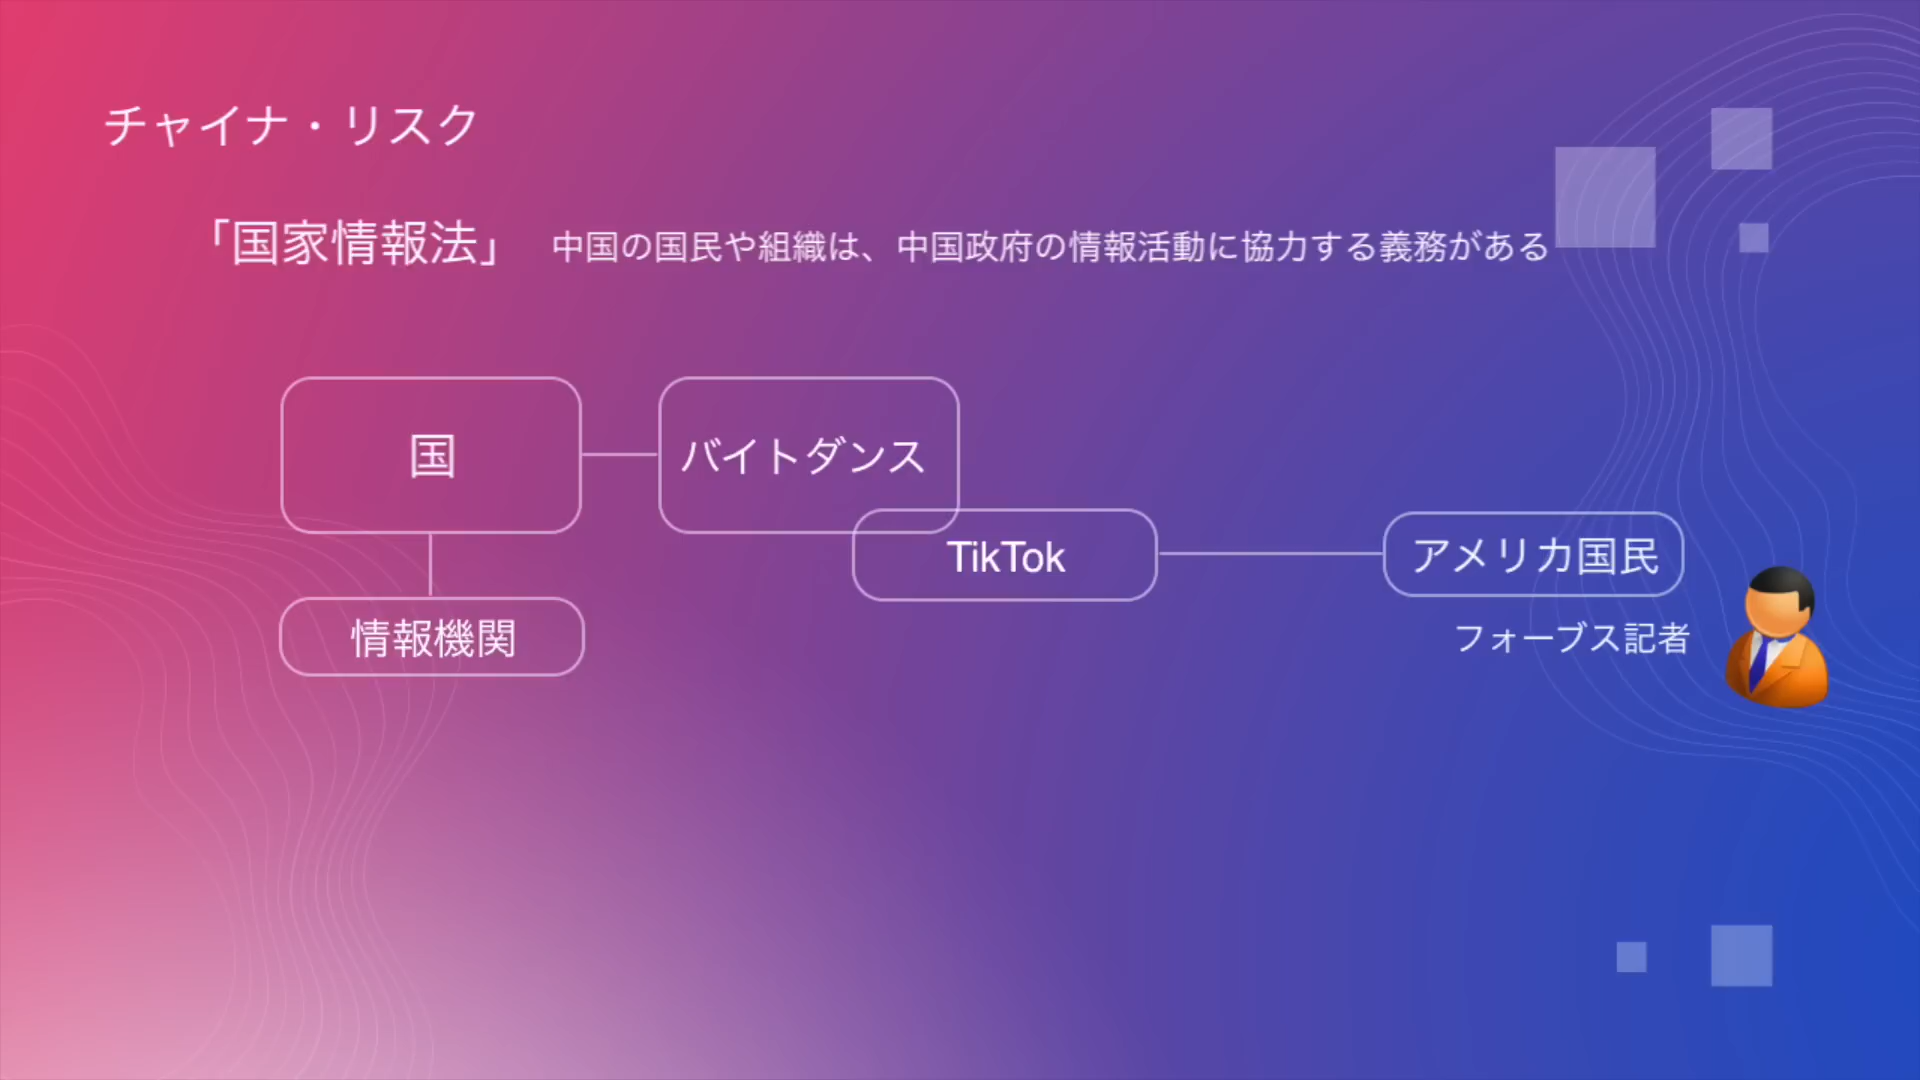 チャイナ・リスク
「国家情報法」 中国の国民や組織は、中国政府の情報活動に協力する義務がある
国
バイトダンス
TikTok
アメリカ国民
情報機関
フォーブス記者